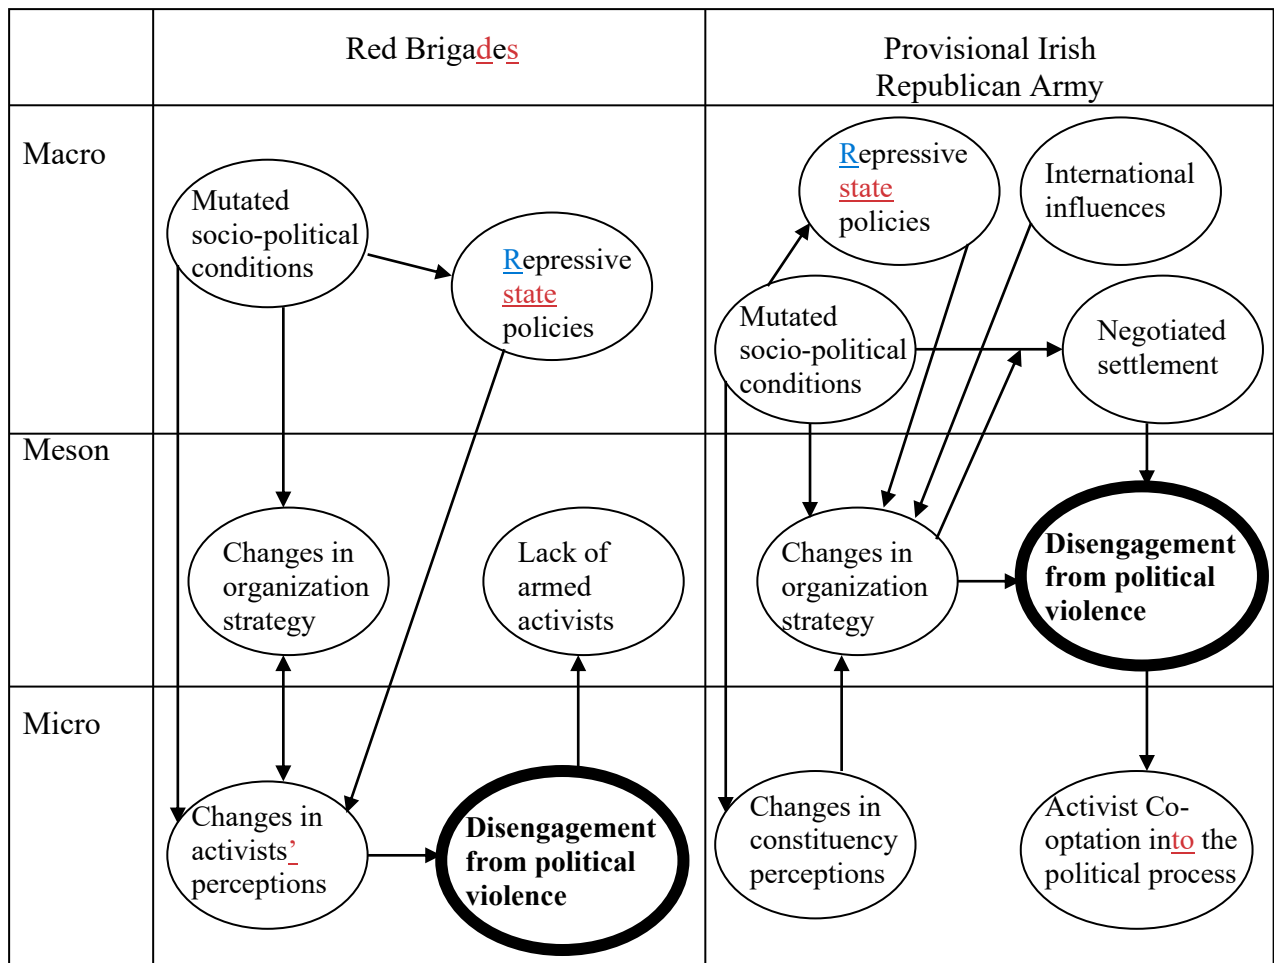 Red Brigades
Provisional Irish
Republican Army
Macro
Mutated
socio-political
conditions
Repressive
state
policies
Repressive
state
policies
International
influences
Mutated
socio-political
conditions
Negotiated
settlement
Meson
Changes in
organization
strategy
Lack of
armed
activists
Changes in
organization
strategy
Disengagement
from political
violence
Micro
Changes in
activists’
perceptions
Disengagement
from political
violence
Changes in
constituency
perceptions
Activist Co-
optation into the
political process